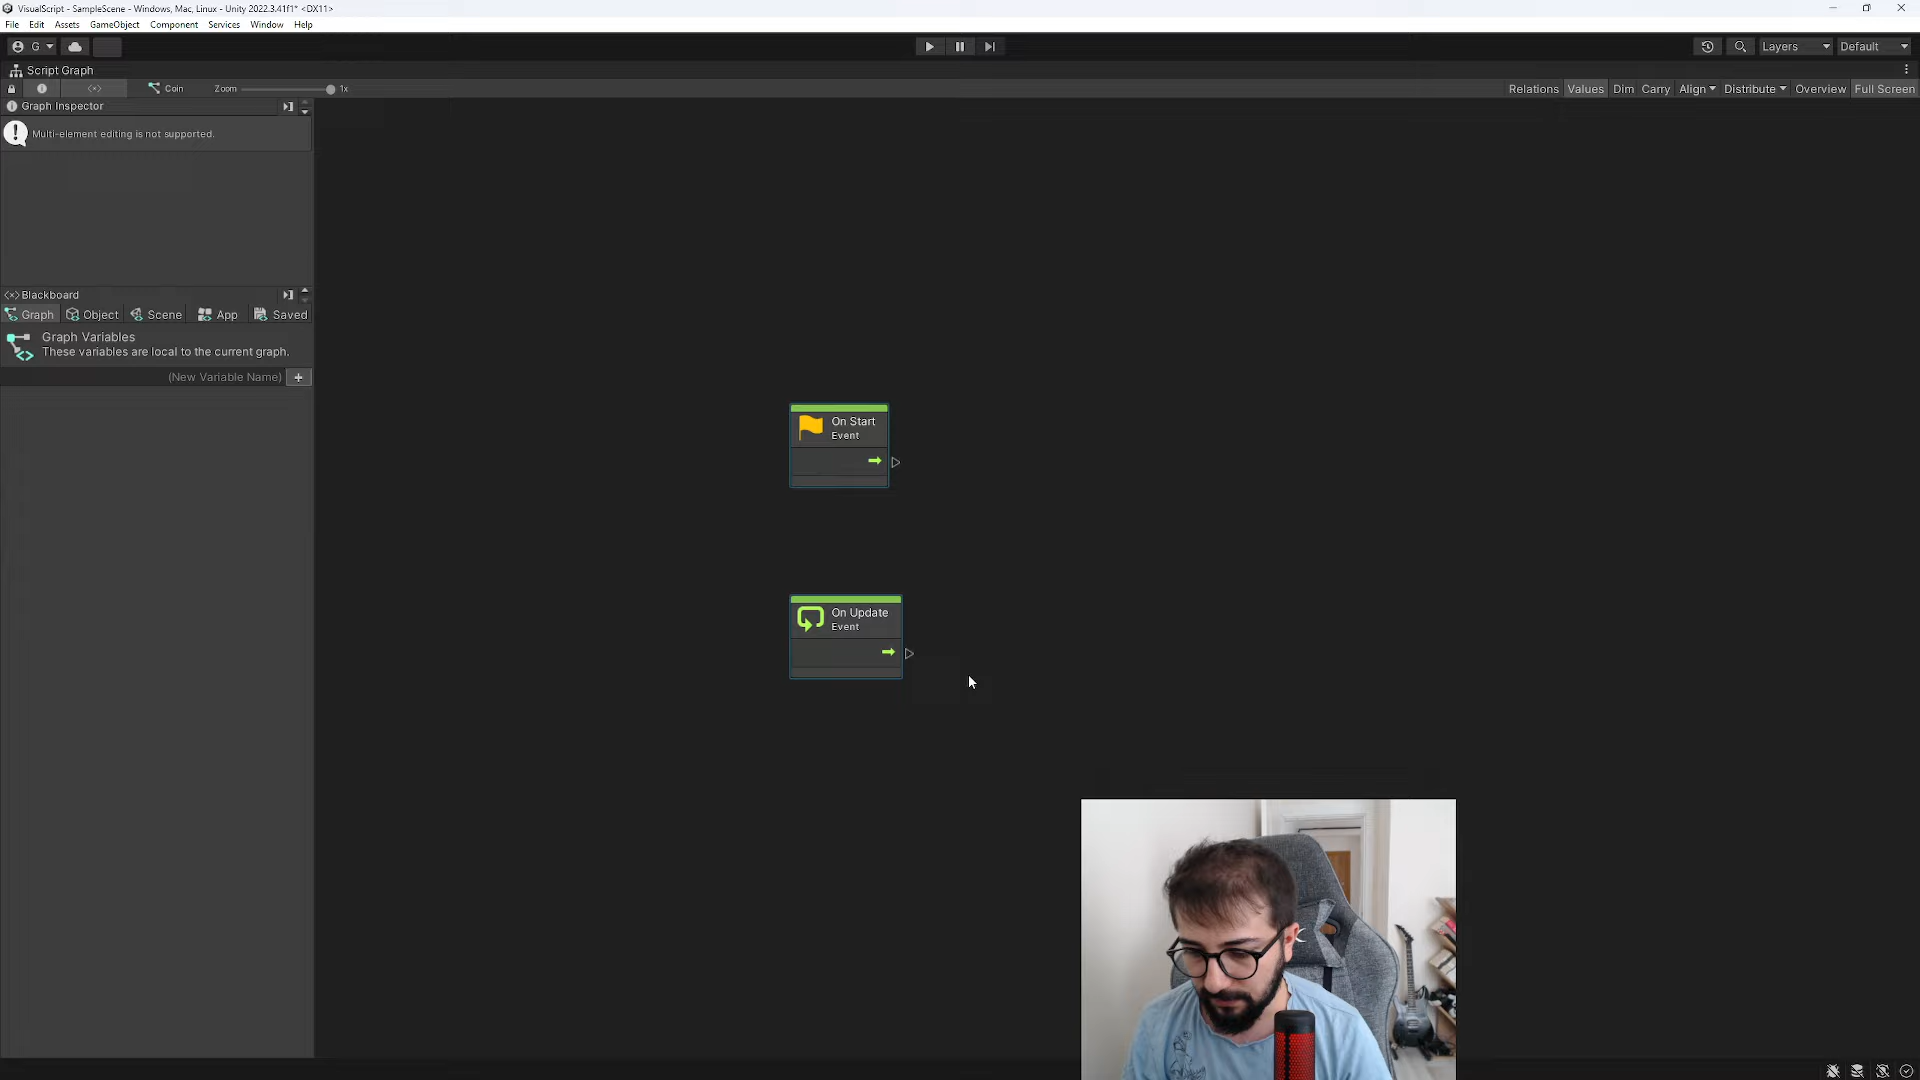 VisualScript - SampleScene - Windows, Mac, Linux - Unity 2022.3.41f1* <DX11>
File Edit Assets GameObject Component Services Window Help
G Layers Default
Script Graph
Coin Zoom 1x Relations Values Dim Carry Align Distribute Overview Full Screen
Graph Inspector
Multi-element editing is not supported.
Blackboard
Graph Object Scene App Saved
Graph Variables
These variables are local to the current graph.
(New Variable Name) +
On Start
Event
On Update
Event